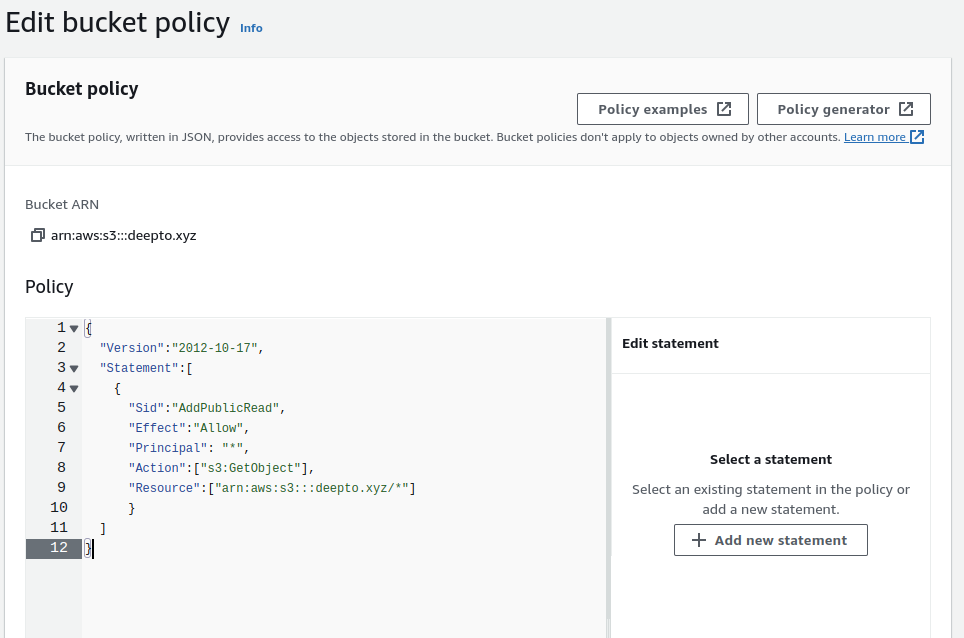 Edit bucket policy Info
Bucket policy
Policy examples
Policy generator
The bucket policy, written in JSON, provides access to the objects stored in the bucket. Bucket policies don't apply to objects owned by other accounts. Learn more
Bucket ARN
arn:aws:s3:::deepto.xyz
Policy
1 {
2 "Version":"2012-10-17",
3 "Statement":[
4 {
5 "Sid":"AddPublicRead",
6 "Effect":"Allow",
7 "Principal": "*",
8 "Action":["s3:GetObject"],
9 "Resource":["arn:aws:s3:::deepto.xyz/*"]
10 }
11 ]
12 }
Edit statement
Select a statement
Select an existing statement in the policy or
add a new statement.
+ Add new statement